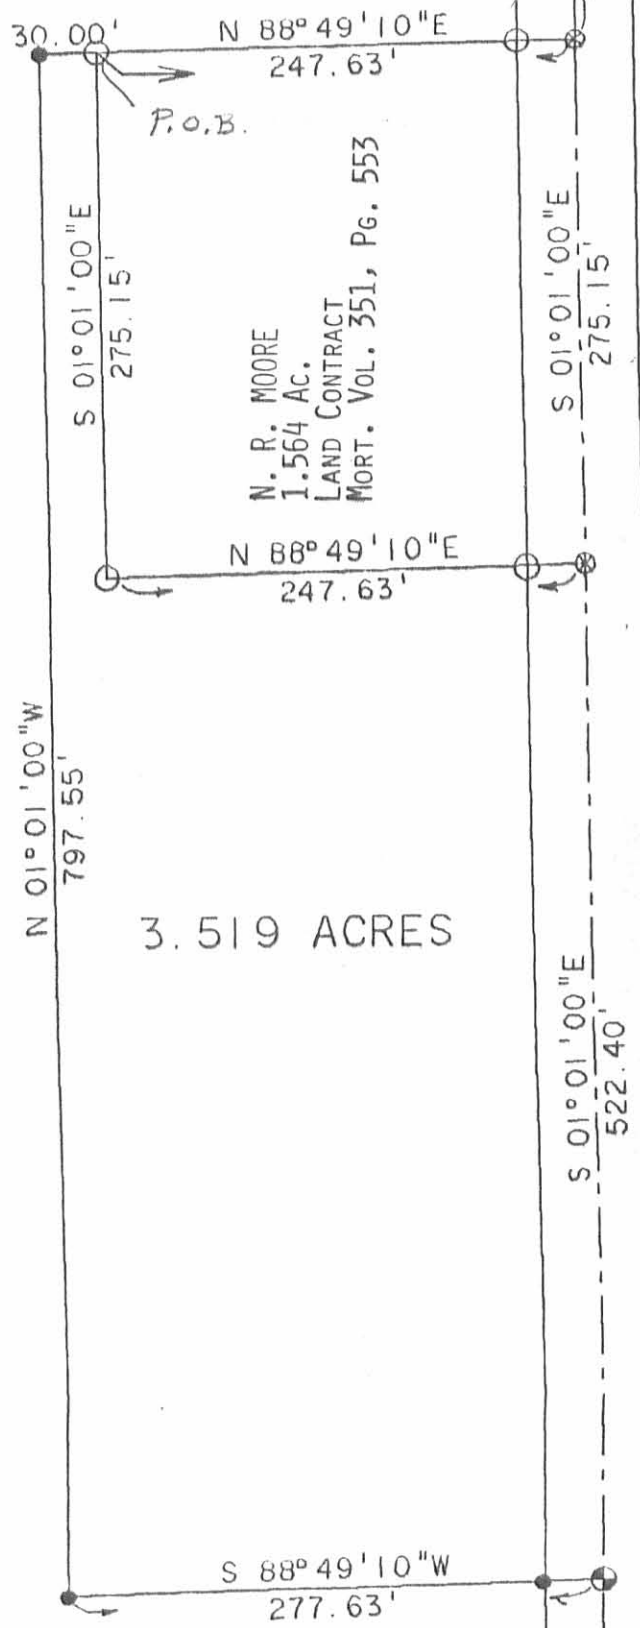 30.00'
N 88° 49' 10"E
247.63'
P.O.B.
S 01° 01' 00"E
275.15'
N. R. MOORE
1.564 AC.
LAND CONTRACT
MORT. VOL. 351, PG. 553
S 01° 01' 00"E
275.15'
N 88° 49' 10"E
247.63'
N 01° 01' 00"W
797.55'
3.519 ACRES
S 01° 01' 00"E
522.40'
S 88° 49' 10"W
277.63'